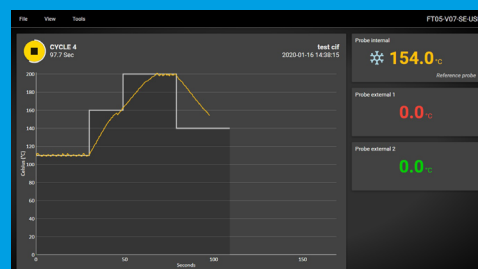 File View Tools FT05-V07-SE-US
CYCLE 4
97.7 Sec
test cif
2020-01-16 14:38:15
Probe internal
154.0 °C
Reference probe
Probe external 1
0.0 °C
Probe external 2
0.0 °C
Celsius (°C)
200
180
160
140
120
100
80
60
40
20
0
50
100
150
Seconds